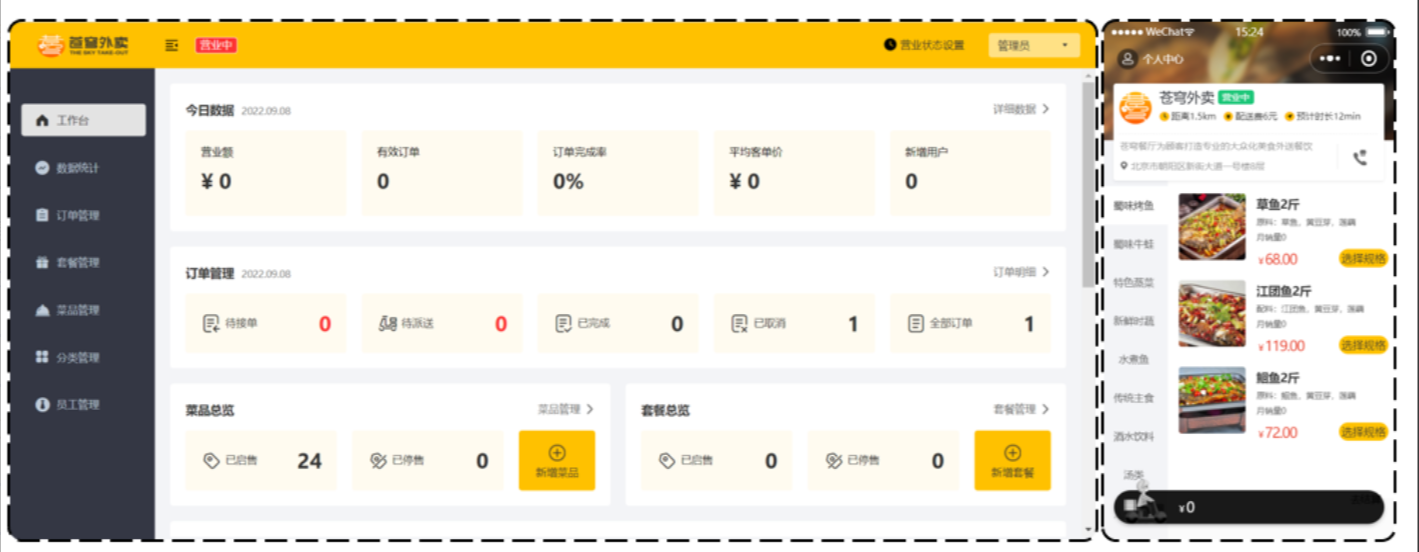 苍穹外卖
THE SKY TAKE-OUT
营业中
营业状态设置
管理员
工作台
数据统计
订单管理
套餐管理
菜品管理
分类管理
员工管理
今日数据 2022.09.08
详细数据
营业额
¥ 0
有效订单
0
订单完成率
0%
平均客单价
¥ 0
新增用户
0
订单管理 2022.09.08
订单明细
待接单 0
待派送 0
已完成 0
已取消 1
全部订单 1
菜品总览
菜品管理
已启售 24
已停售 0
新增菜品
套餐总览
套餐管理
已启售 0
已停售 0
新增套餐
WeChat 15:24 100%
个人中心
苍穹外卖 营业中
距离1.5km 配送费6元 预计时长12min
苍穹餐厅为顾客打造专业的大众化美食外送餐饮
北京市朝阳区新街大道一号楼8层
蜀味烤鱼
蜀味牛蛙
特色蒸菜
新鲜时蔬
水煮鱼
传统主食
酒水饮料
汤类
草鱼2斤
原料：草鱼，黄豆芽，莲藕
月销量0
¥68.00
选择规格
江团鱼2斤
配料：江团鱼，黄豆芽，莲藕
月销量0
¥119.00
选择规格
鮰鱼2斤
原料：鮰鱼，黄豆芽，莲藕
月销量0
¥72.00
选择规格
¥0